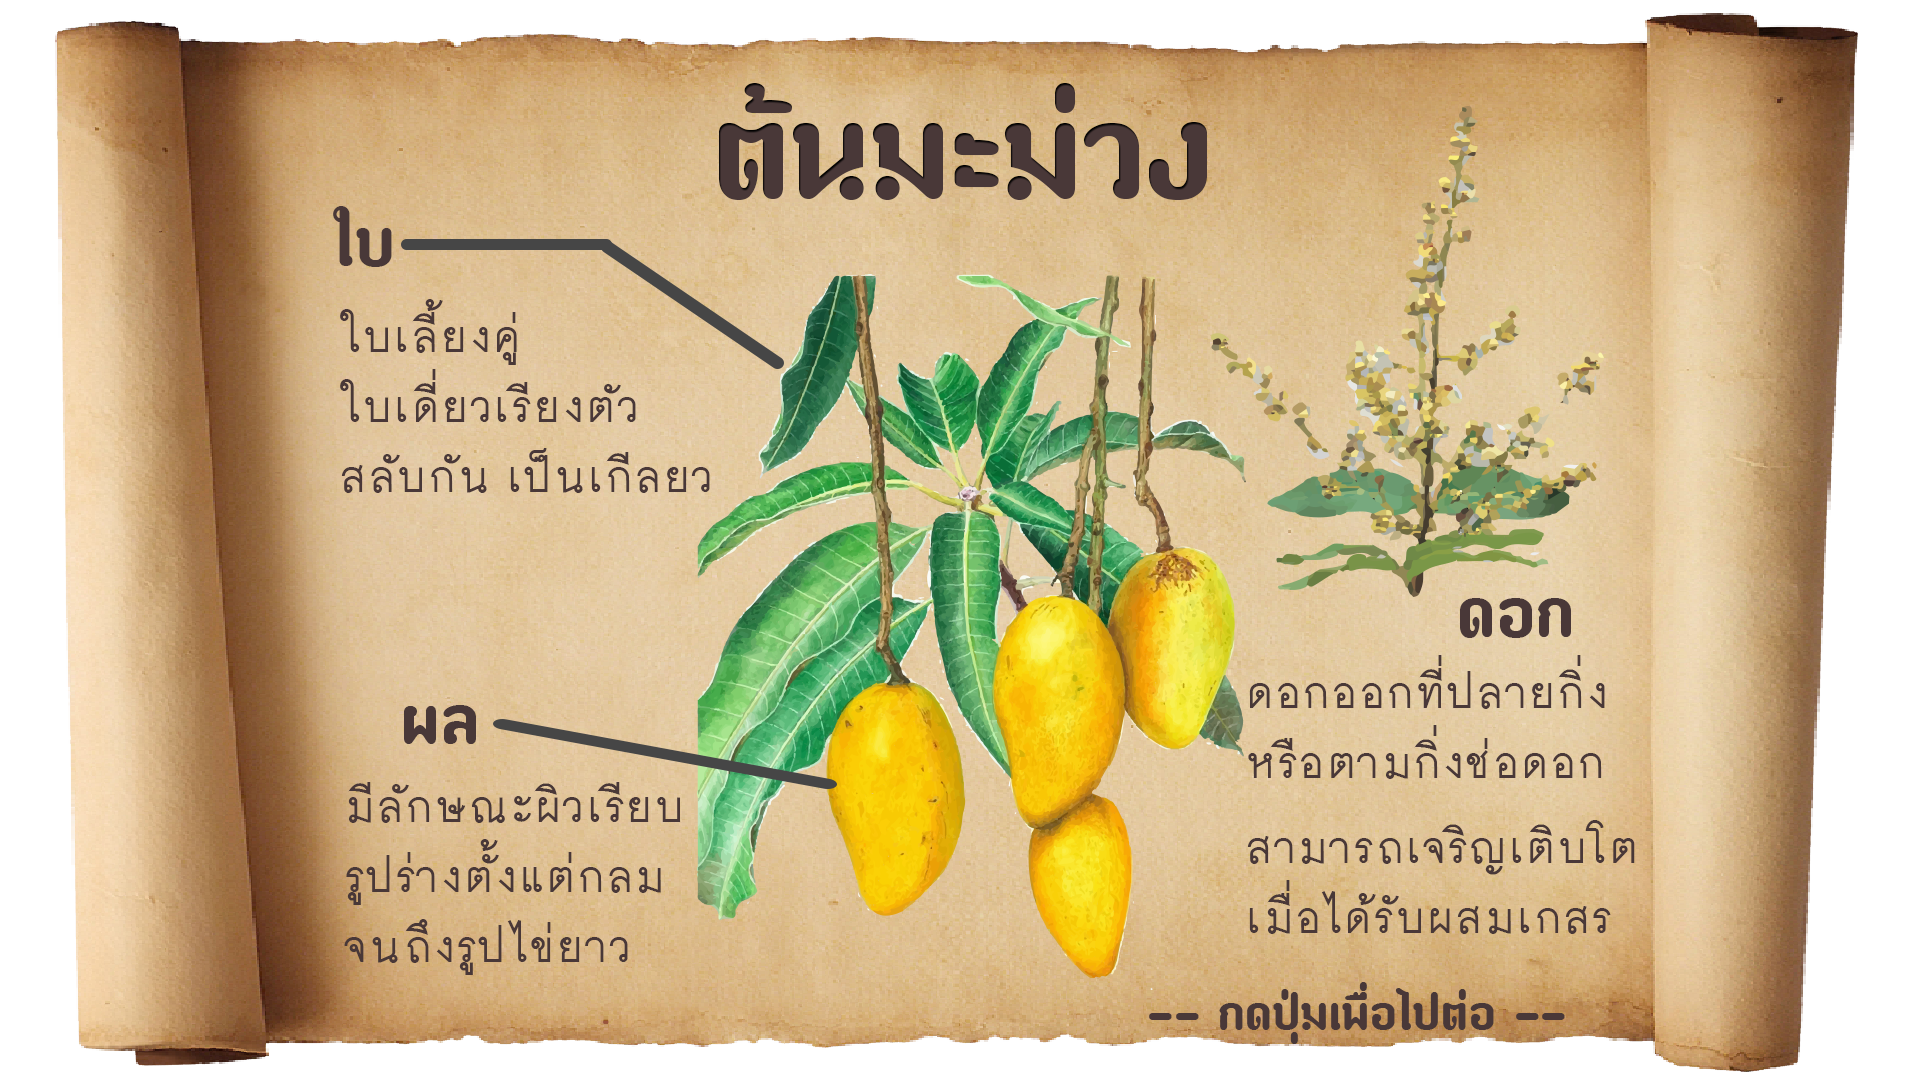 ต้นมะม่วง
ใบ
ใบเลี้ยงคู่
ใบเดี่ยวเรียงตัว
สลับกัน เป็นเกีลยว
ผล
มีลักษณะผิวเรียบ
รูปร่างตั้งแต่กลม
จนถึงรูปไข่ยาว
ดอก
ดอกออกที่ปลายกิ่ง
หรือตามกิ่งช่อดอก
สามารถเจริญเติบโต
เมื่อได้รับผสมเกสร
-- กดปุ่มเพื่อไปต่อ --